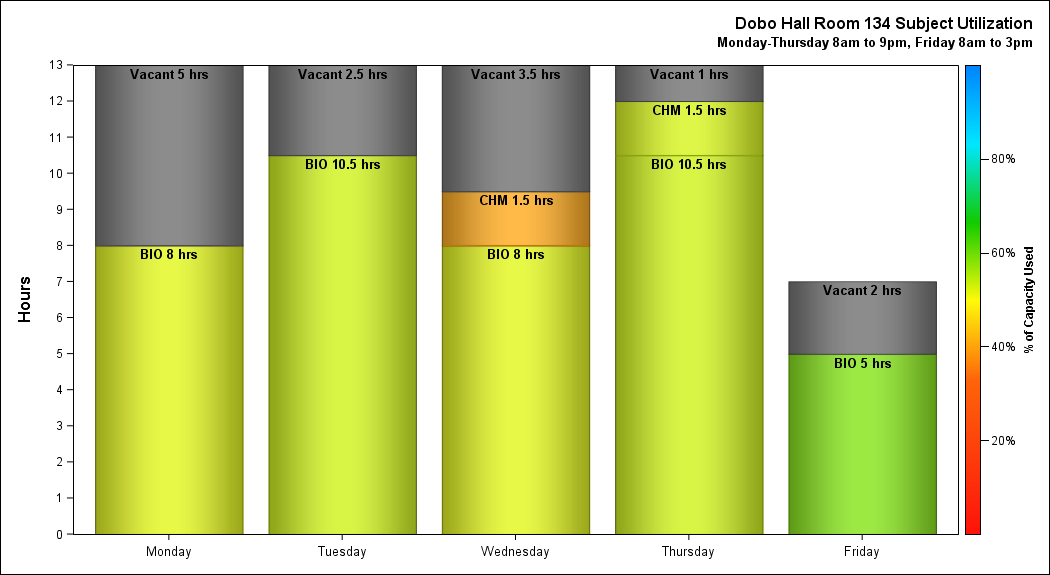 Dobo Hall Room 134 Subject Utilization
Monday-Thursday 8am to 9pm, Friday 8am to 3pm
13
12
11
10
9
8
7
6
5
4
3
2
1
0
Hours
Vacant 5 hrs
BIO 8 hrs
Vacant 2.5 hrs
BIO 10.5 hrs
Vacant 3.5 hrs
CHM 1.5 hrs
BIO 8 hrs
Vacant 1 hrs
CHM 1.5 hrs
BIO 10.5 hrs
Vacant 2 hrs
BIO 5 hrs
Monday
Tuesday
Wednesday
Thursday
Friday
80%
60%
40%
20%
% of Capacity Used